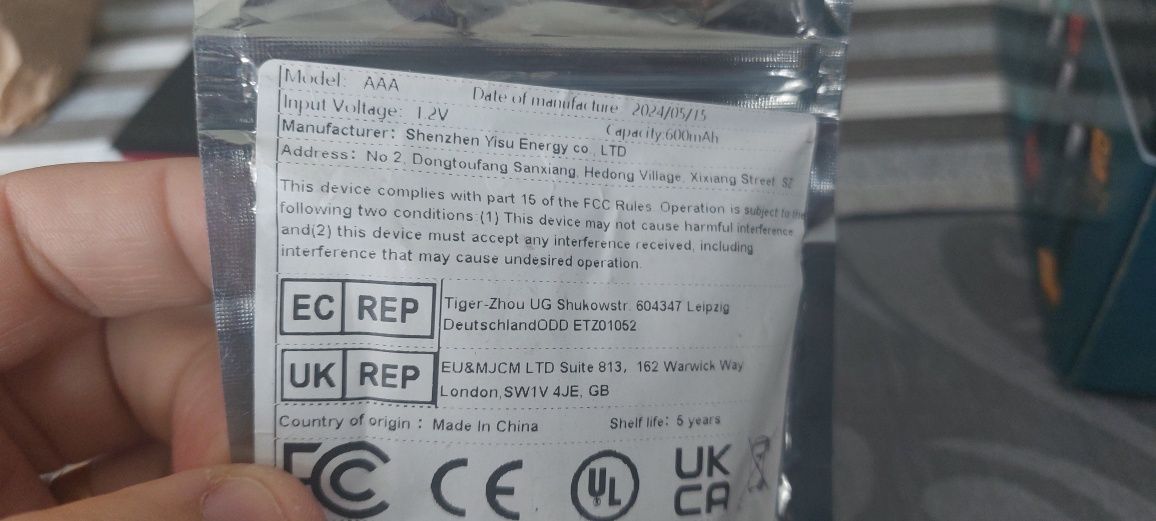 Model: AAA Date of manufacture 2024/05/15
Input Voltage: 1.2V Capacity:600mAh
Manufacturer: Shenzhen Yisu Energy co., LTD
Address: No 2, Dongtoufang Sanxiang, Hedong Village, Xixiang Street SZ
This device complies with part 15 of the FCC Rules. Operation is subject to the
following two conditions:(1) This device may not cause harmful interference
and(2) this device must accept any interference received, including
interference that may cause undesired operation.
EC REP
Tiger-Zhou UG Shukowstr. 604347 Leipzig
DeutschlandODD ETZ01052
UK REP
EU&MJCM LTD Suite 813, 162 Warwick Way
London,SW1V 4JE, GB
Country of origin : Made In China Shelf life: 5 years
FC CE UL UK
CA